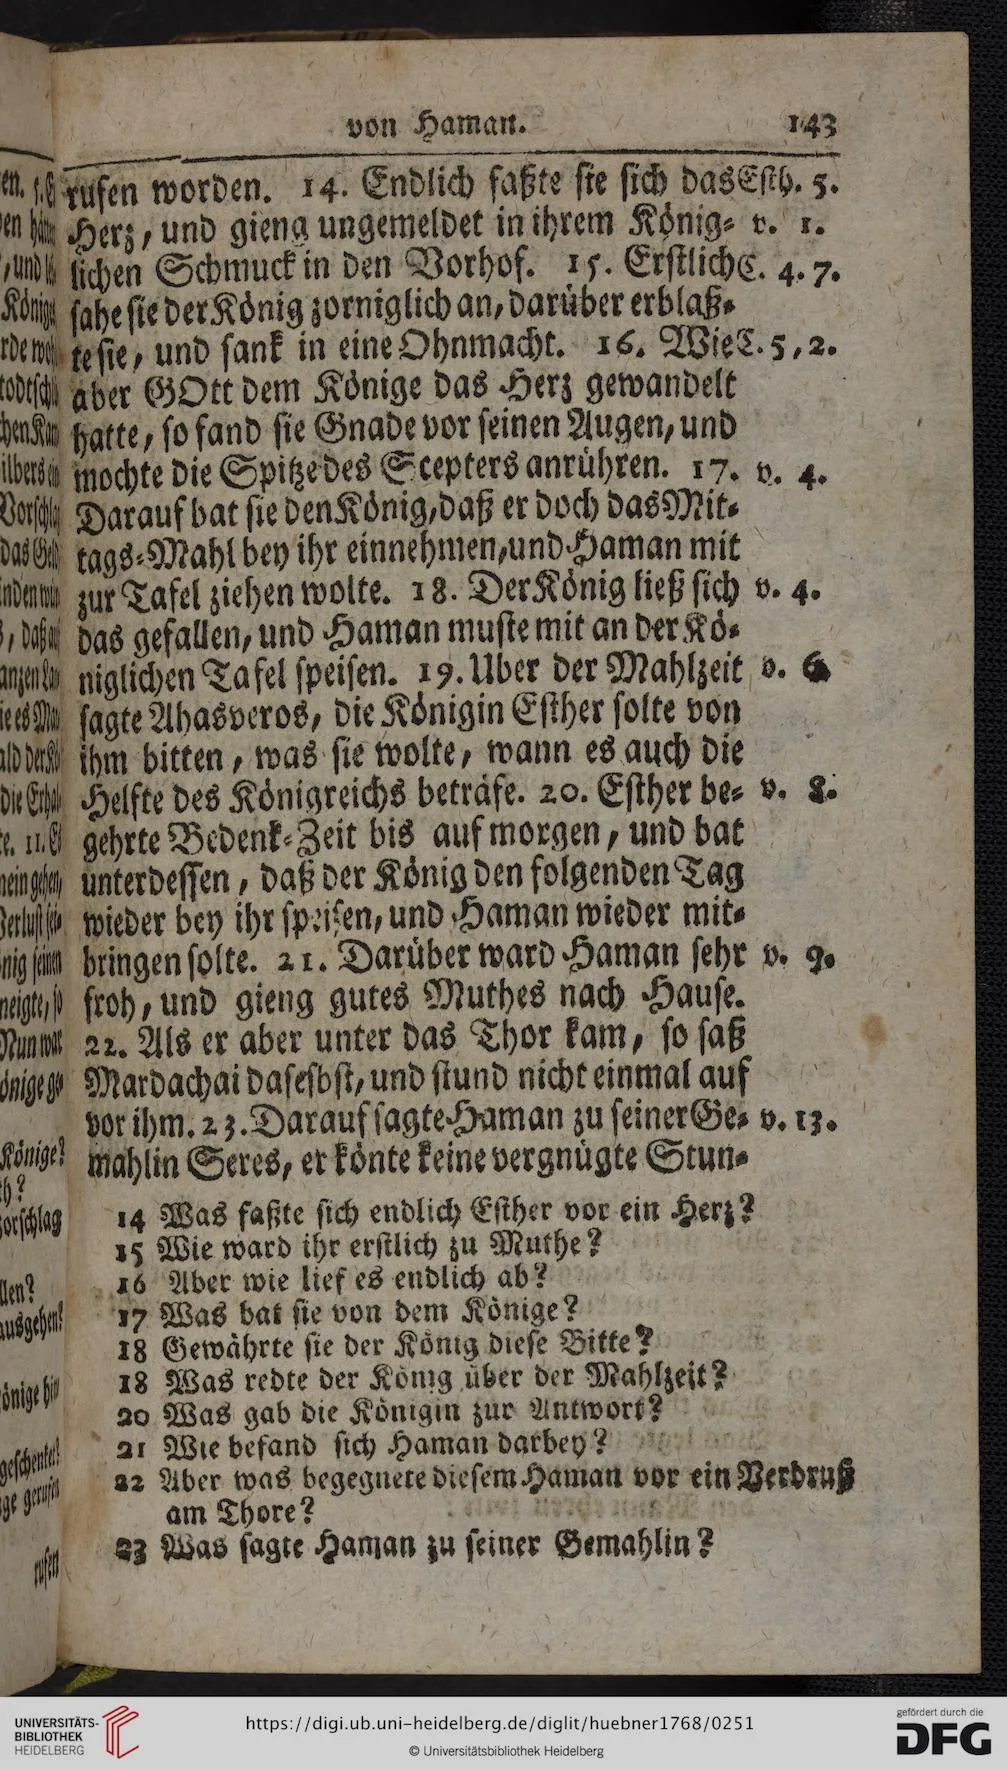 von Haman. 143
rufen worden. 14. Endlich faßte sie sich das Esth. 5.
Herz, und gieng ungemeldet in ihrem König- v. 1.
lichen Schmuck in den Vorhof. 15. Erstlich C. 4. 7.
sahe sie der König zorniglich an, darüber erblaß-
te sie, und sank in eine Ohnmacht. 16. Wie C. 5, 2.
aber GOtt dem Könige das Herz gewandelt
hatte, so fand sie Gnade vor seinen Augen, und
mochte die Spitze des Scepters anrühren. 17. v. 4.
Darauf bat sie den König, daß er doch das Mit-
tags-Mahl bey ihr einnehmen, und Haman mit
zur Tafel ziehen wolte. 18. Der König ließ sich v. 4.
das gefallen, und Haman muste mit an der Kö-
niglichen Tafel speisen. 19. Uber der Mahlzeit v. 6
sagte Ahasveros, die Königin Esther solte von
ihm bitten, was sie wolte, wann es auch die
Helfte des Königreichs beträfe. 20. Esther be- v. 8.
gehrte Bedenk-Zeit bis auf morgen, und bat
unterdessen, daß der König den folgenden Tag
wieder bey ihr speisen, und Haman wieder mit-
bringen solte. 21. Darüber ward Haman sehr v. 9.
froh, und gieng gutes Muthes nach Hause.
22. Als er aber unter das Thor kam, so saß
Mardachai daselbst, und stund nicht einmal auf
vor ihm. 23. Darauf sagte Haman zu seiner Ge- v. 13.
mahlin Seres, er könte keine vergnügte Stun-
14 Was faßte sich endlich Esther vor ein Herz?
15 Wie ward ihr erstlich zu Muthe?
16 Aber wie lief es endlich ab?
17 Was bat sie von dem Könige?
18 Gewährte sie der König diese Bitte?
18 Was redte der König über der Mahlzeit?
20 Was gab die Königin zur Antwort?
21 Wie befand sich Haman darbey?
22 Aber was begegnete diesem Haman vor ein Verdruß
am Thore?
23 Was sagte Haman zu seiner Gemahlin?
UNIVERSITÄTS-
BIBLIOTHEK
HEIDELBERG
https://digi.ub.uni-heidelberg.de/diglit/huebner1768/0251
© Universitätsbibliothek Heidelberg
gefördert durch die
DFG